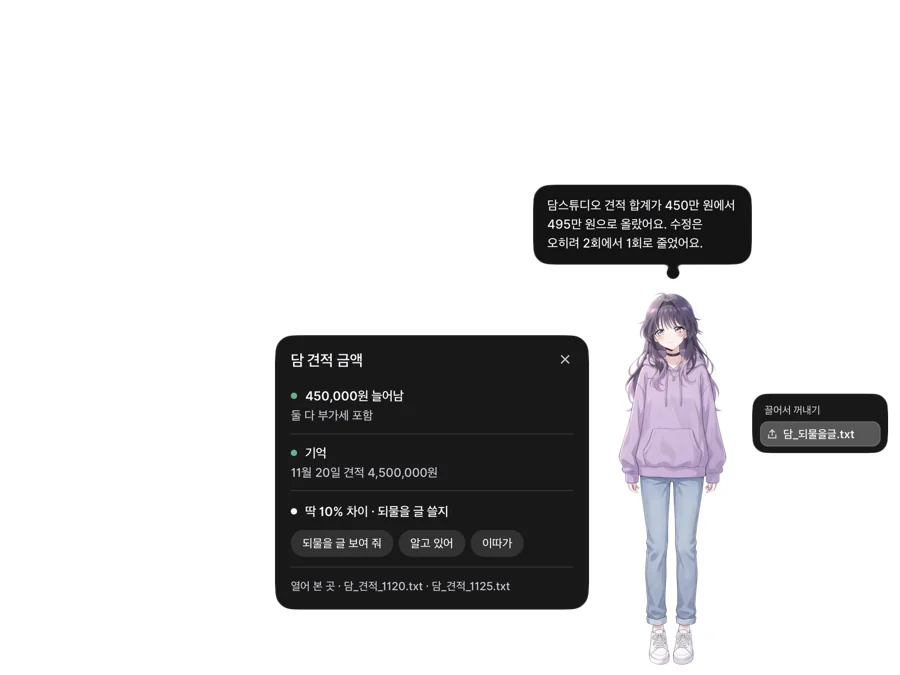 담스튜디오 견적 합계가 450만 원에서
495만 원으로 올랐어요. 수정은
오히려 2회에서 1회로 줄었어요.
담 견적 금액
450,000원 늘어남
둘 다 부가세 포함
기억
11월 20일 견적 4,500,000원
딱 10% 차이 · 되물을 글 쓸지
되물을 글 보여 줘
알고 있어
이따가
열어 본 곳 · 담_견적_1120.txt · 담_견적_1125.txt
끌어서 꺼내기
담_되물을글.txt